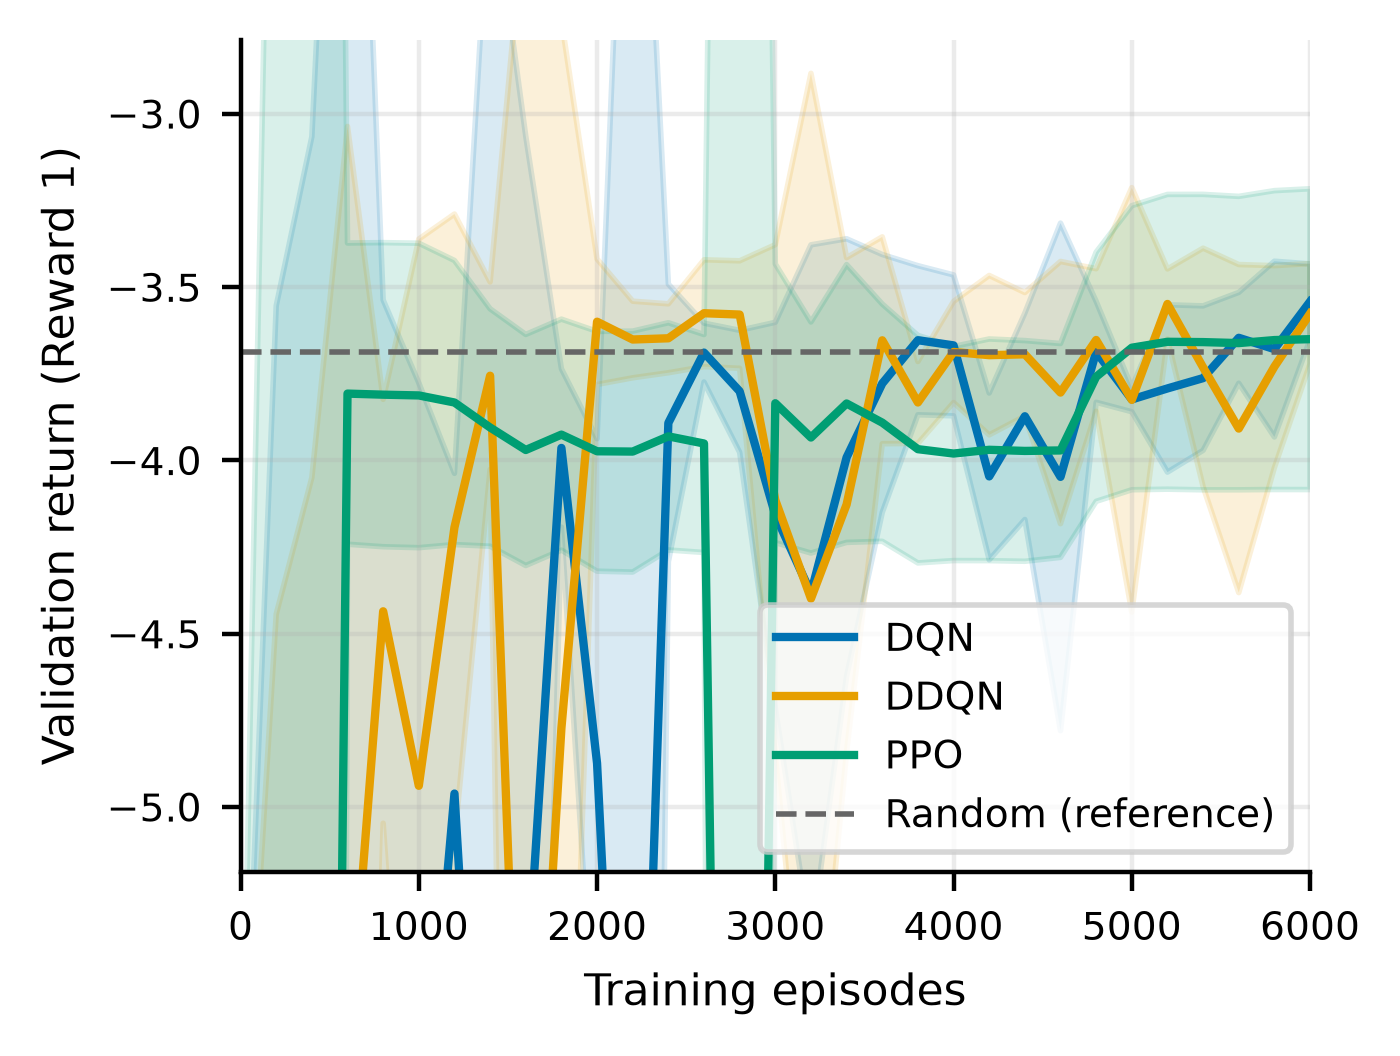 Validation return (Reward 1)
−3.0
−3.5
−4.0
−4.5
−5.0
DQN
DDQN
PPO
Random (reference)
0 1000 2000 3000 4000 5000 6000
Training episodes